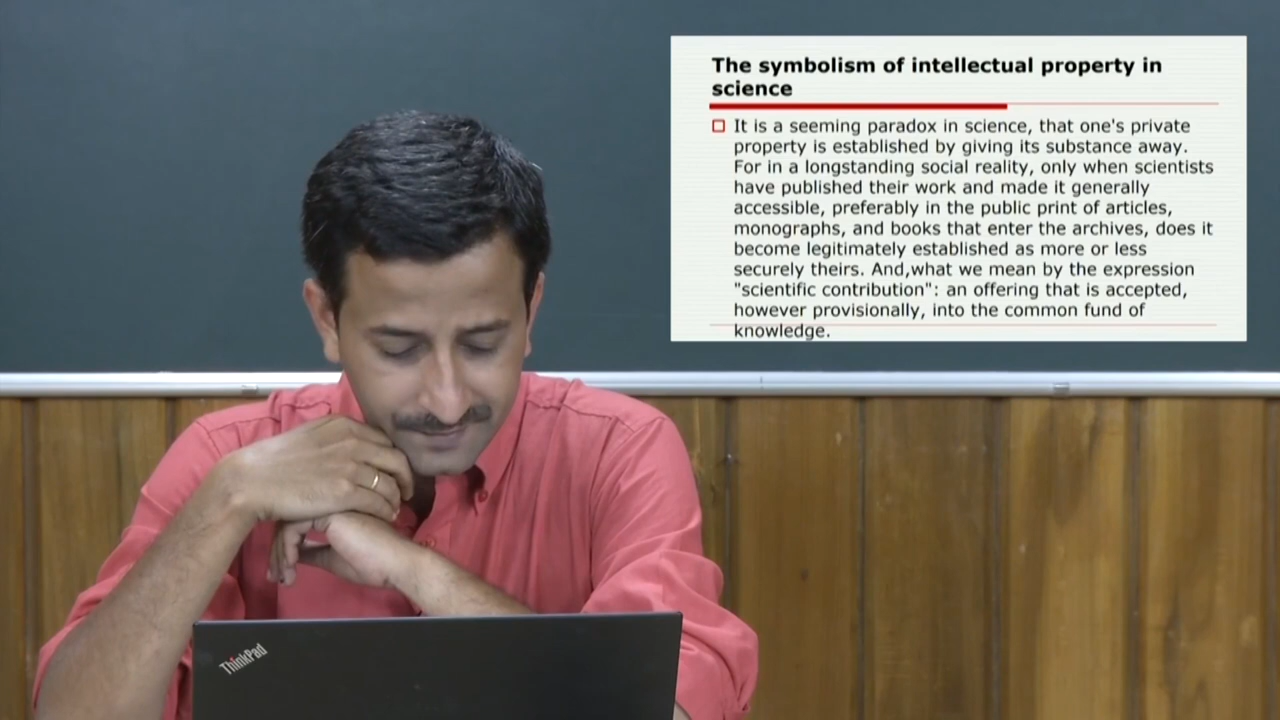 The symbolism of intellectual property in
science
It is a seeming paradox in science, that one's private
property is established by giving its substance away.
For in a longstanding social reality, only when scientists
have published their work and made it generally
accessible, preferably in the public print of articles,
monographs, and books that enter the archives, does it
become legitimately established as more or less
securely theirs. And,what we mean by the expression
"scientific contribution": an offering that is accepted,
however provisionally, into the common fund of
knowledge.
ThinkPad